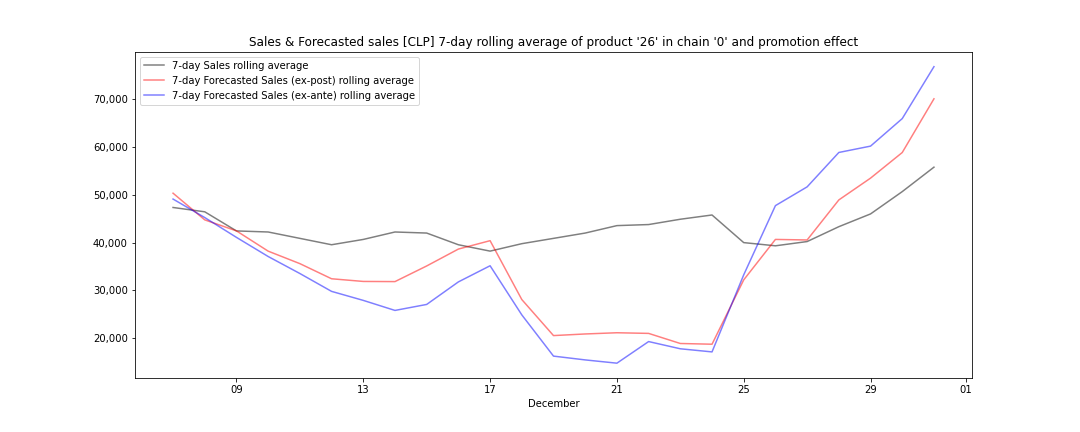 Sales & Forecasted sales [CLP] 7-day rolling average of product '26' in chain '0' and promotion effect
7-day Sales rolling average
7-day Forecasted Sales (ex-post) rolling average
7-day Forecasted Sales (ex-ante) rolling average
70,000
60,000
50,000
40,000
30,000
20,000
09 13 17 21 25 29 01
December